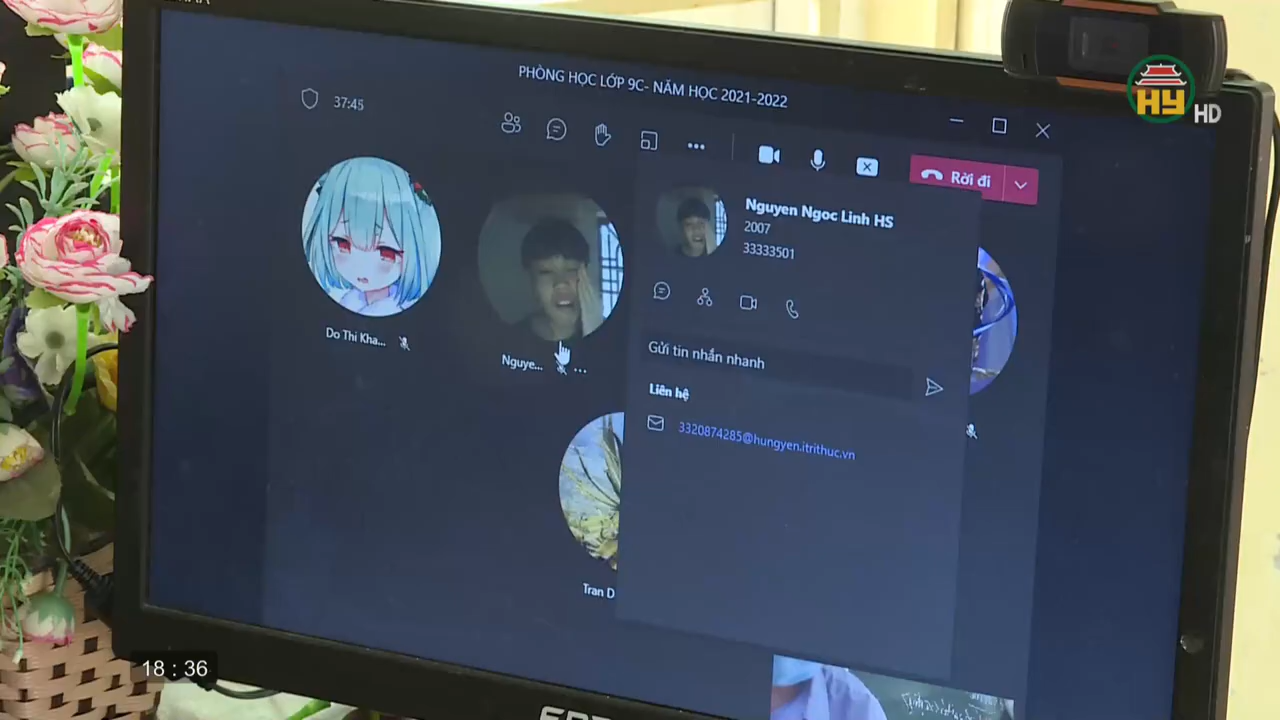 PHÒNG HỌC LỚP 9C- NĂM HỌC 2021-2022
HY HD
37:45
Rời đi
Nguyen Ngoc Linh HS
2007
33333501
Do Thi Kha...
Nguye...
Gửi tin nhắn nhanh
Liên hệ
3320874285@hungyen.itrithuc.vn
Tran D
18 : 36